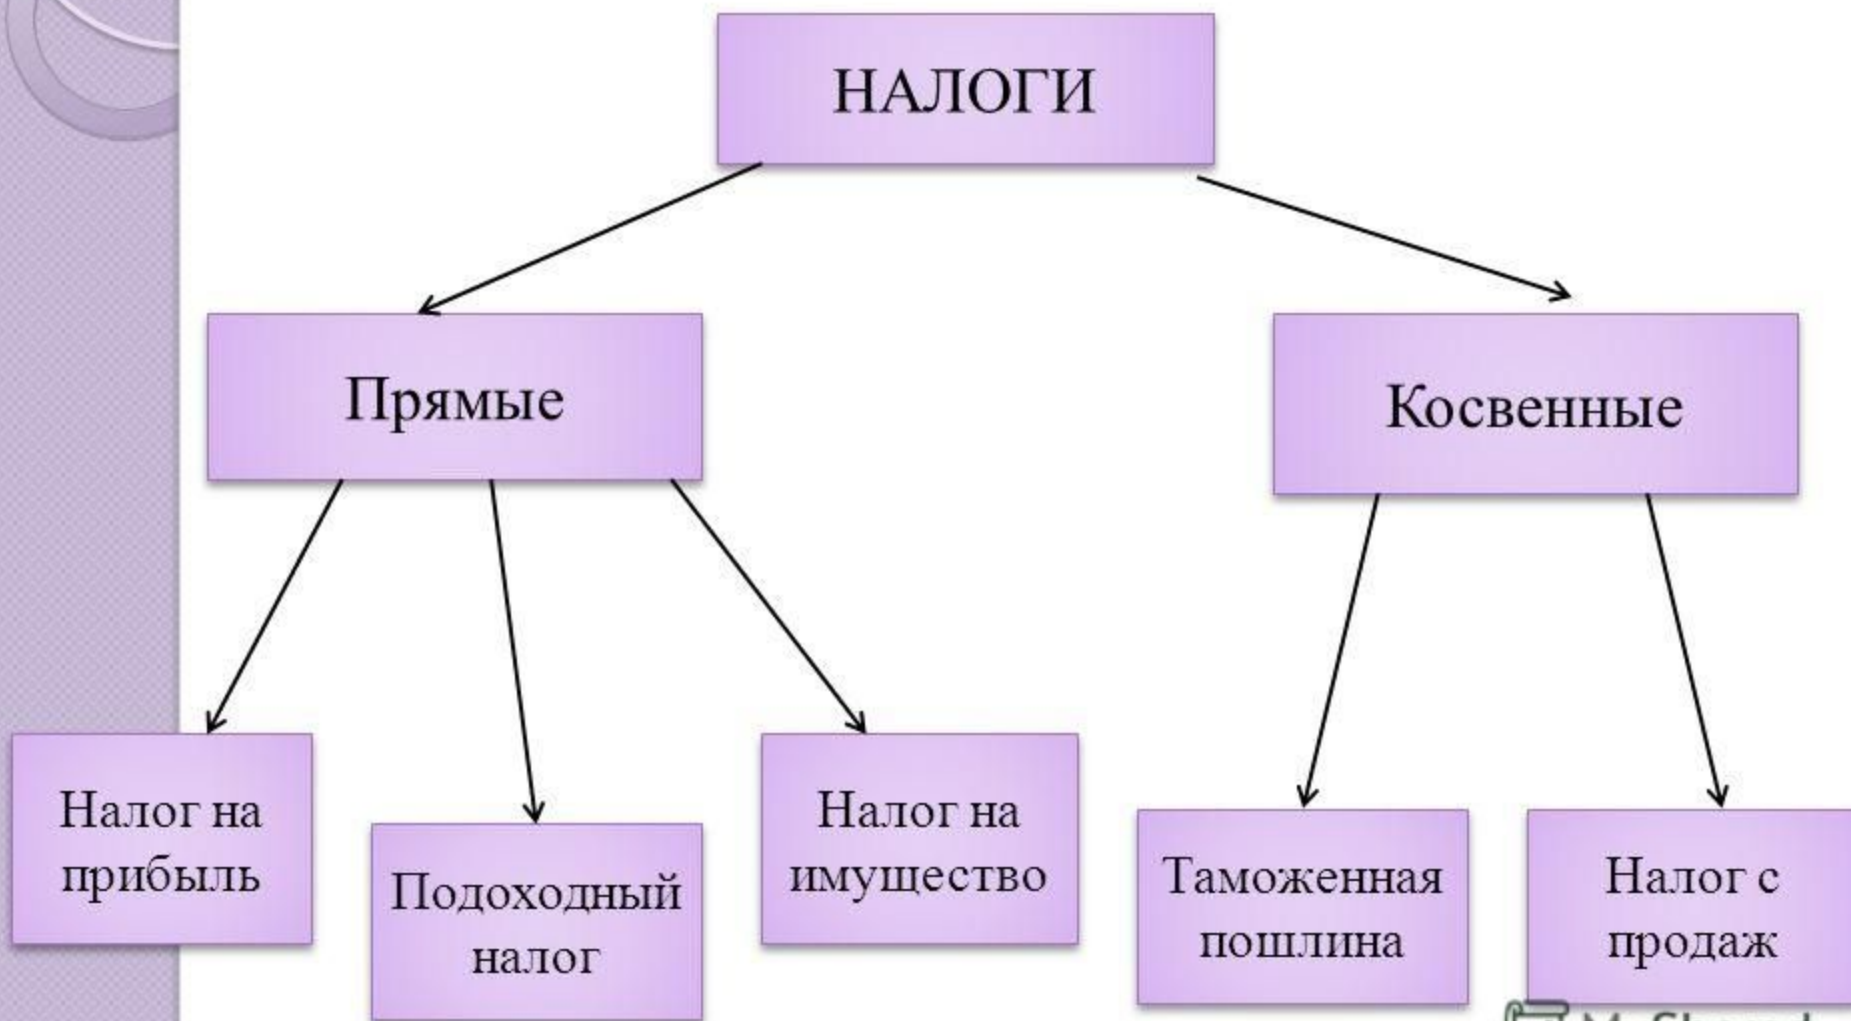 НАЛОГИ
Прямые
Косвенные
Налог на
прибыль
Подоходный
налог
Налог на
имущество
Таможенная
пошлина
Налог с
продаж